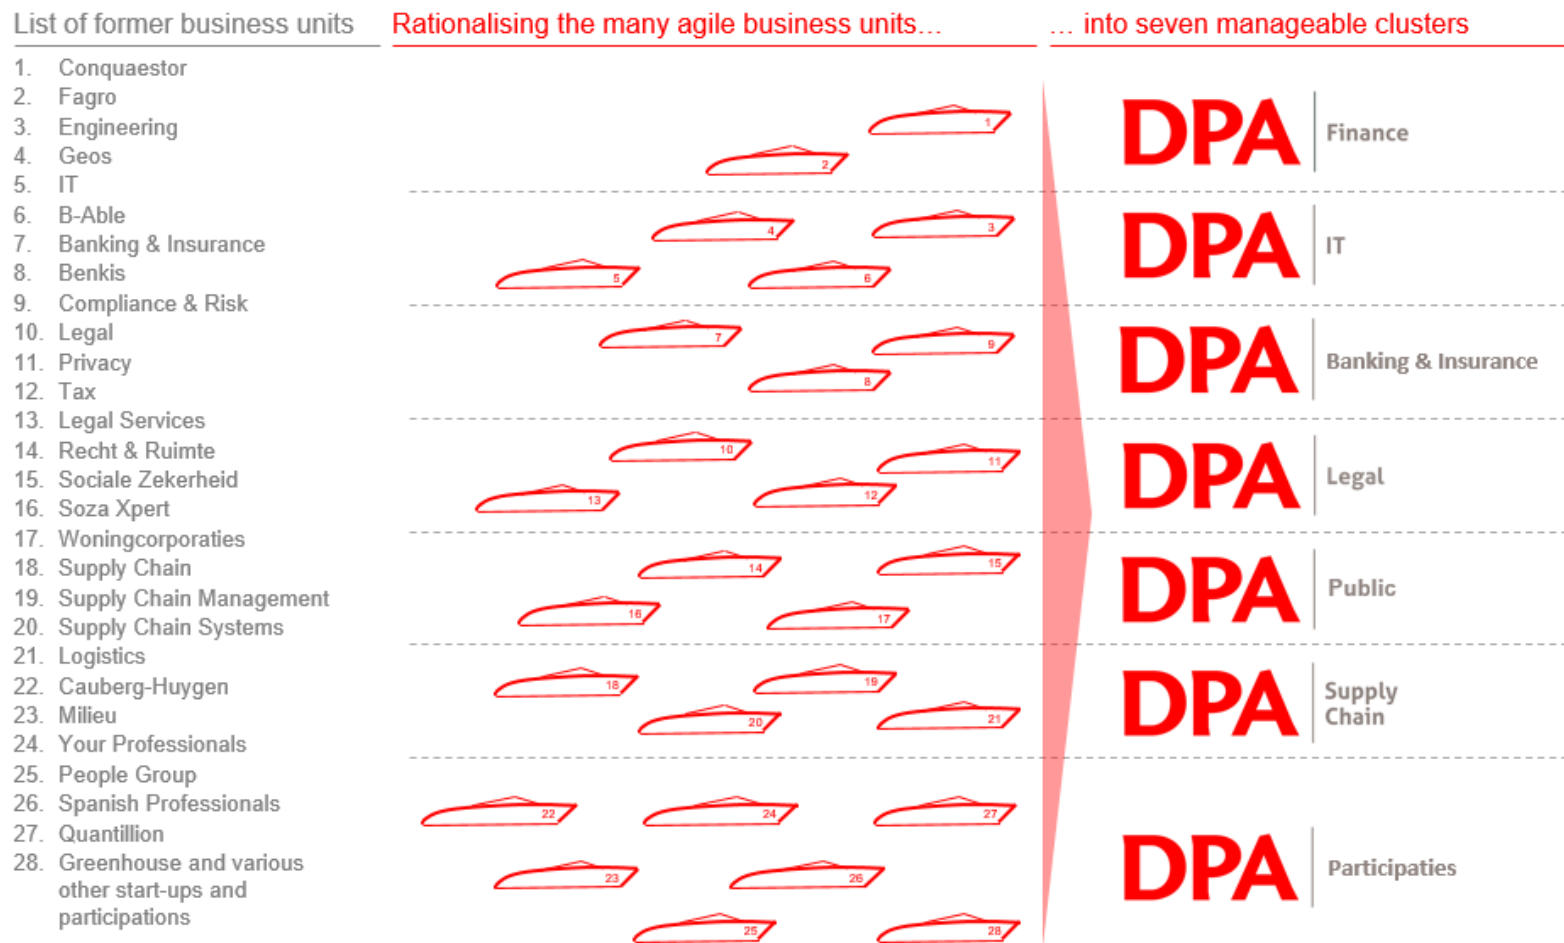 List of former business units
Rationalising the many agile business units...
... into seven manageable clusters
1. Conquaestor
2. Fagro
3. Engineering
4. Geos
5. IT
6. B-Able
7. Banking & Insurance
8. Benkis
9. Compliance & Risk
10. Legal
11. Privacy
12. Tax
13. Legal Services
14. Recht & Ruimte
15. Sociale Zekerheid
16. Soza Xpert
17. Woningcorporaties
18. Supply Chain
19. Supply Chain Management
20. Supply Chain Systems
21. Logistics
22. Cauberg-Huygen
23. Milieu
24. Your Professionals
25. People Group
26. Spanish Professionals
27. Quantillion
28. Greenhouse and various
other start-ups and
participations
1
2
DPA Finance
4
3
5
6
DPA IT
7
9
8
DPA Banking & Insurance
10
11
13
12
DPA Legal
14
15
16
17
DPA Public
18
19
20
21
DPA Supply
Chain
22
24
27
23
26
25
28
DPA Participaties